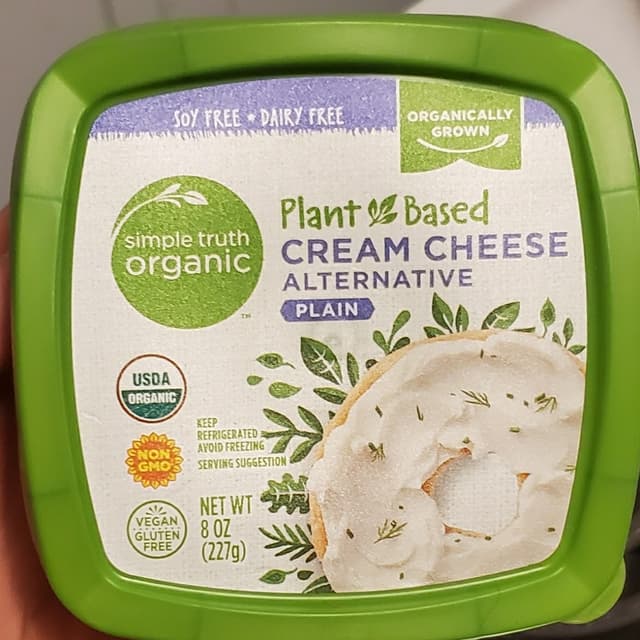 SOY FREE * DAIRY FREE
ORGANICALLY
GROWN
simple truth
organic
TM
Plant Based
CREAM CHEESE
ALTERNATIVE
PLAIN
USDA
ORGANIC
NON
GMO
KEEP
REFRIGERATED
AVOID FREEZING
SERVING SUGGESTION
VEGAN
GLUTEN
FREE
NET WT
8 OZ
(227g)